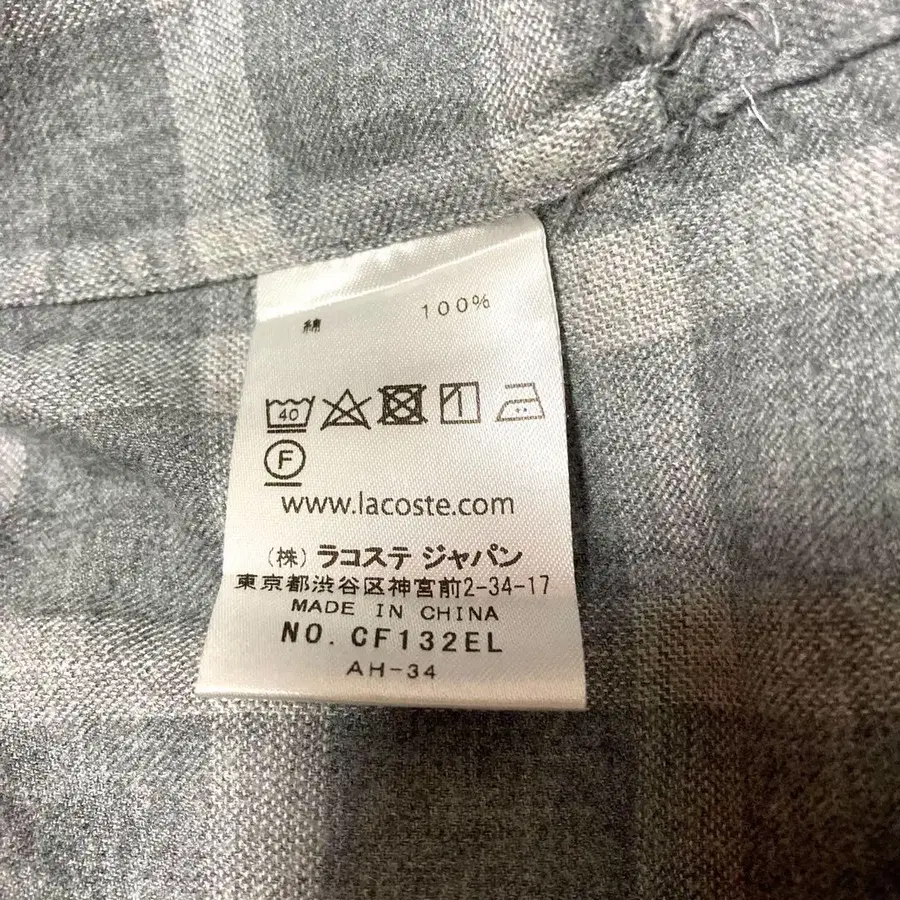 綿 100%
40
F
www.lacoste.com
(株) ラコステ ジャパン
東京都渋谷区神宮前2-34-17
MADE IN CHINA
NO. CF132EL
AH-34